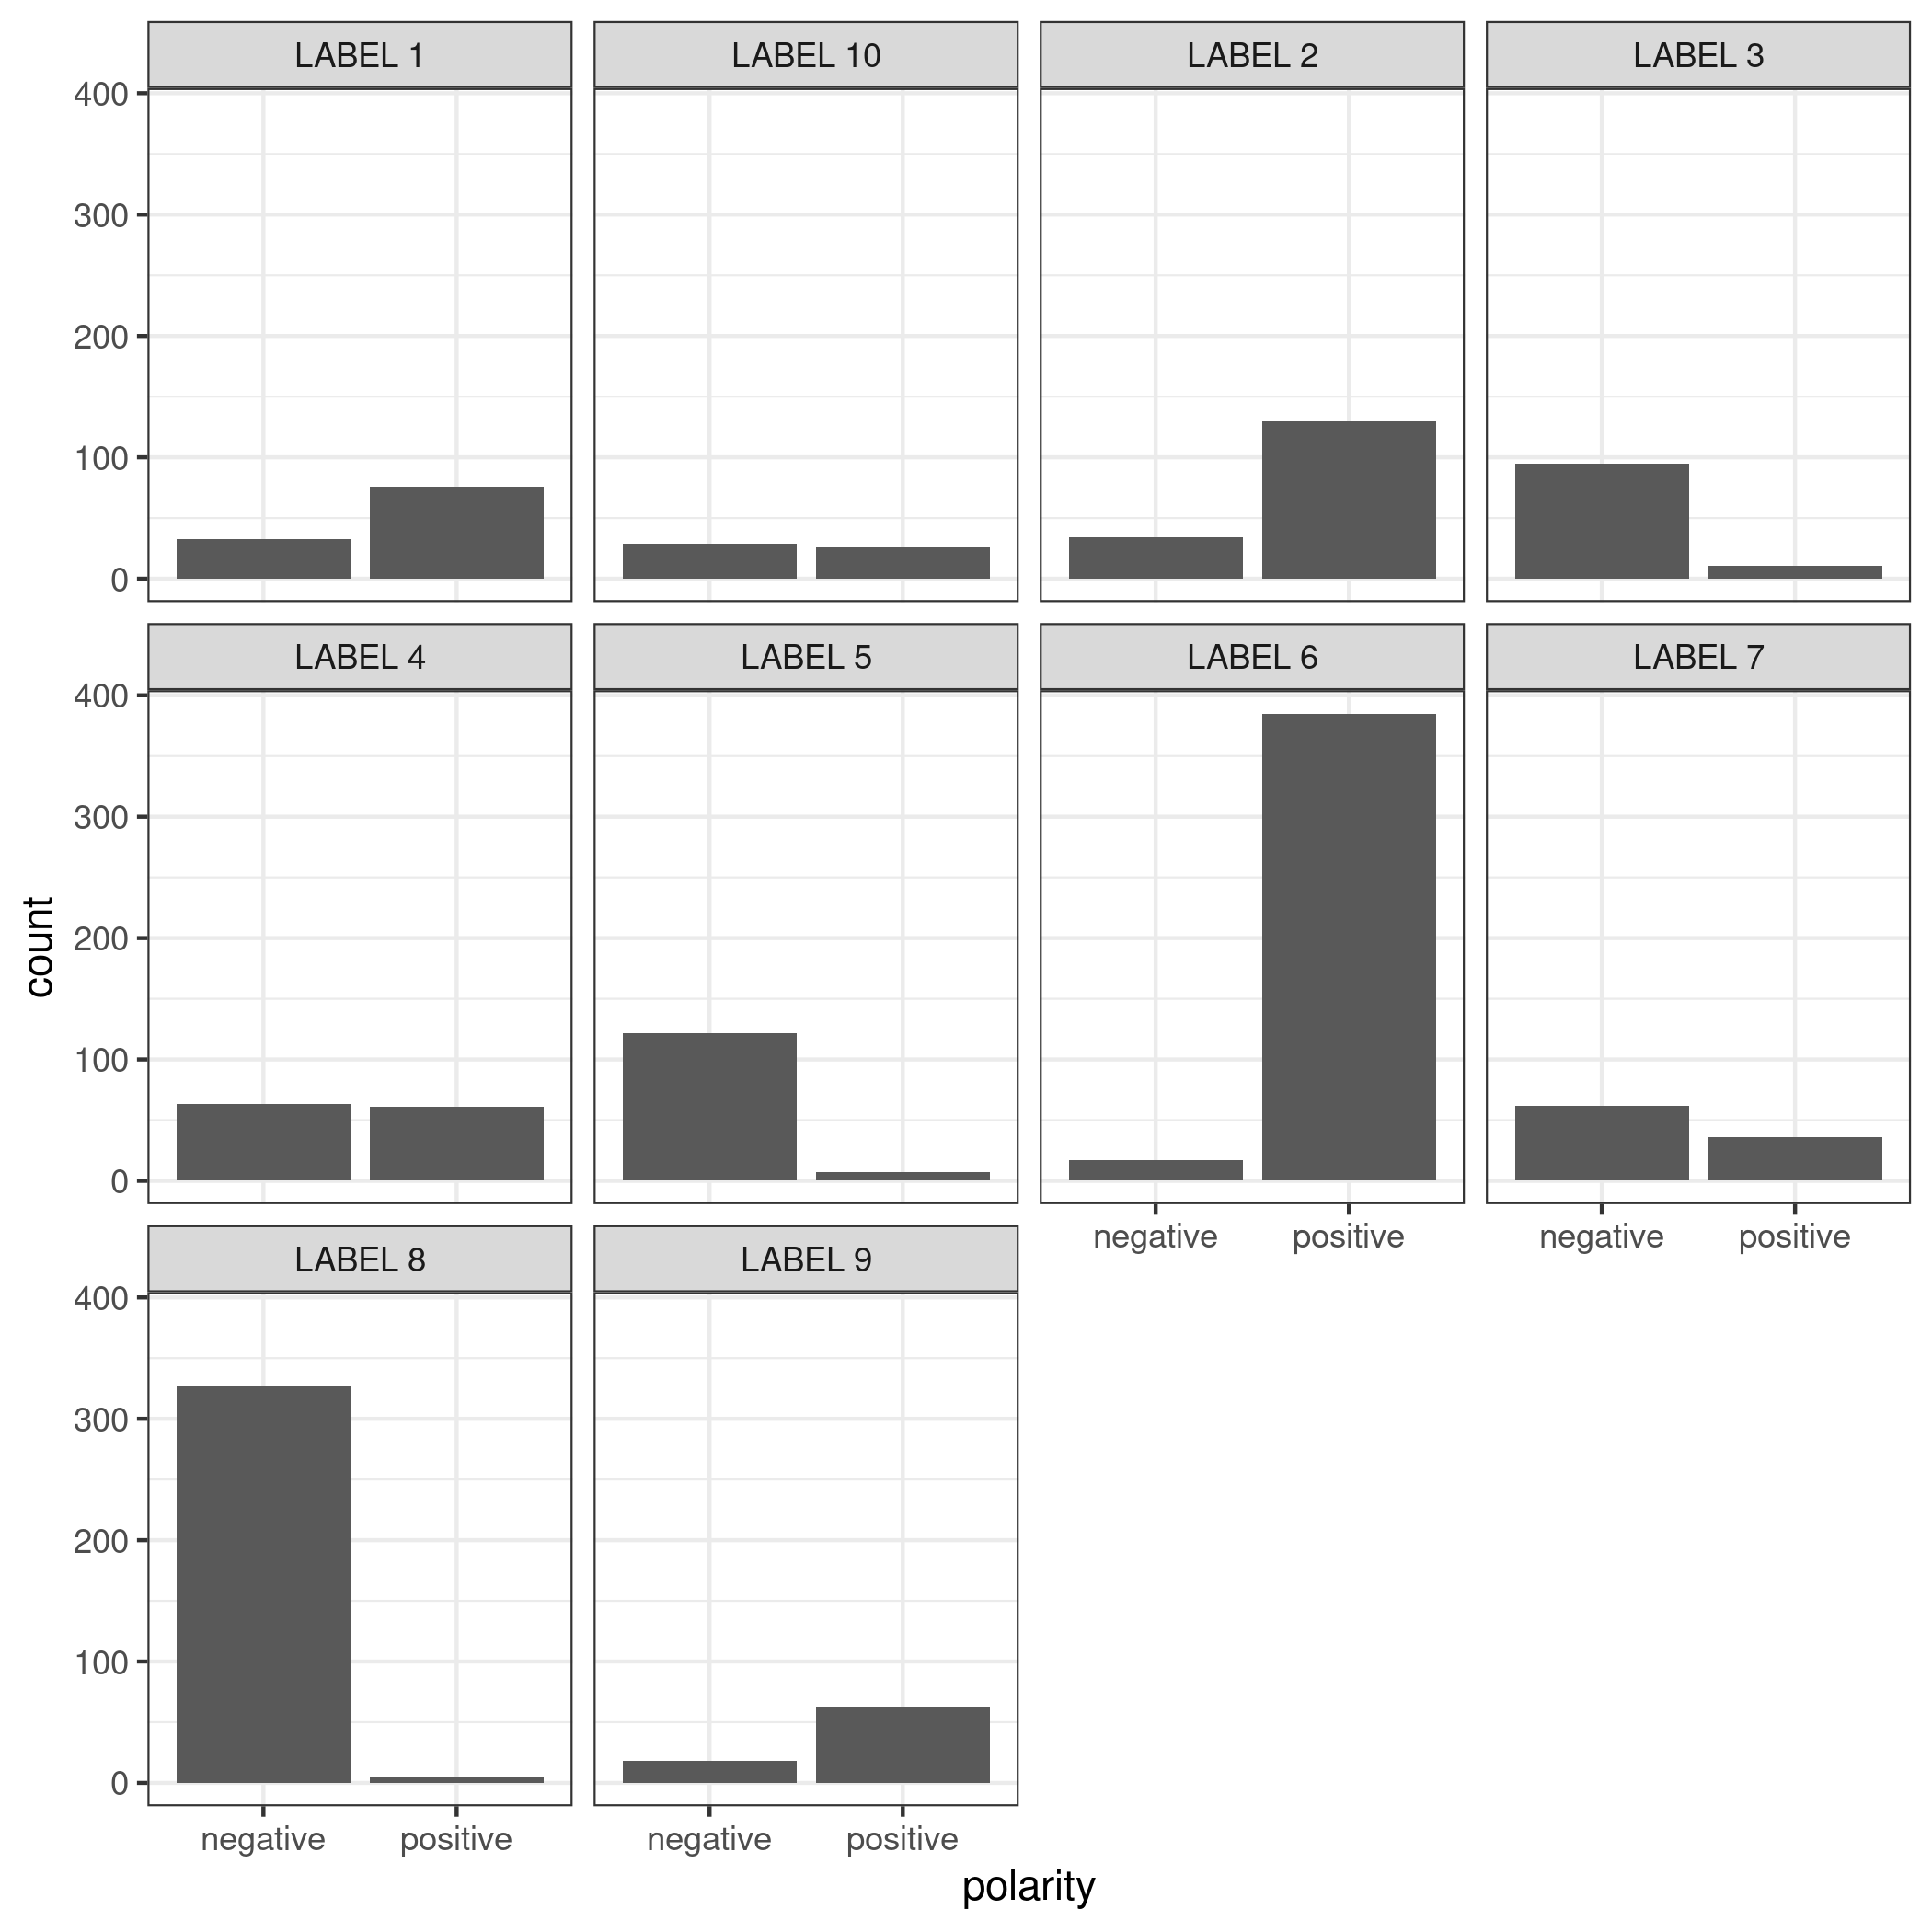 LABEL 1 LABEL 10 LABEL 2 LABEL 3
400
300
200
100
0
LABEL 4 LABEL 5 LABEL 6 LABEL 7
400
300
200
100
0
negative positive negative positive
LABEL 8 LABEL 9
400
300
200
100
0
negative positive negative positive
polarity
count